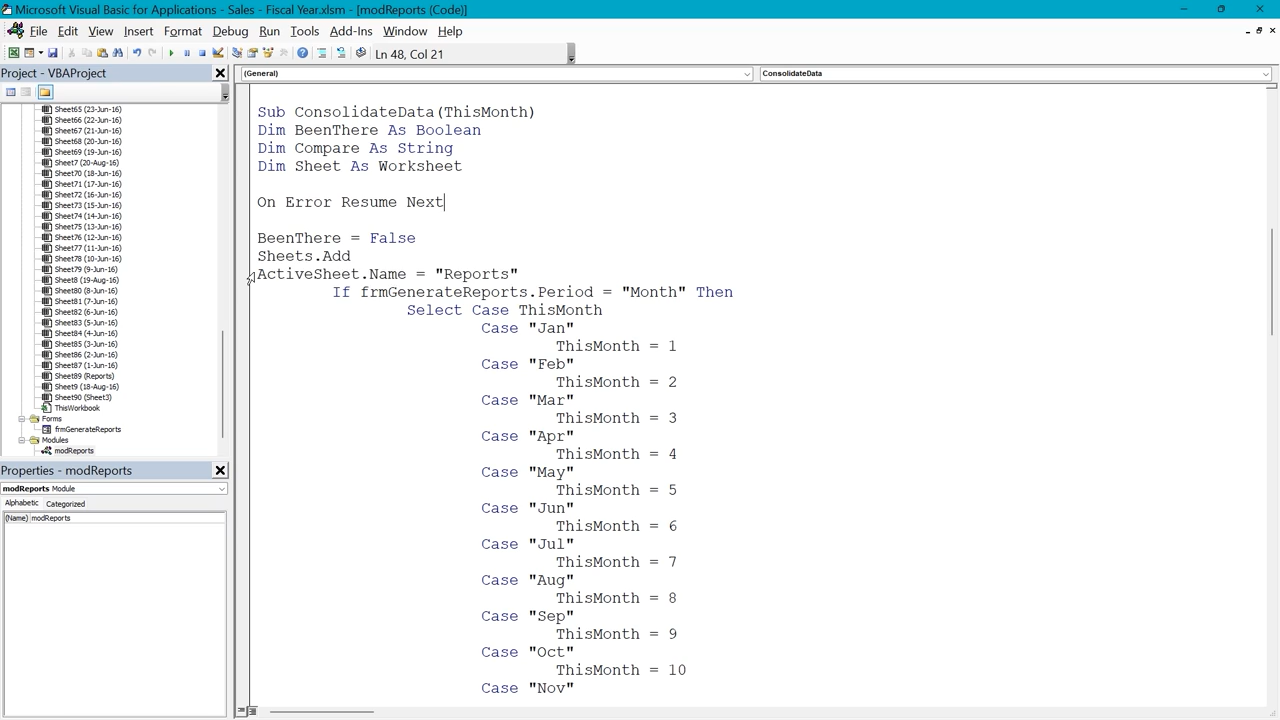 Microsoft Visual Basic for Applications - Sales - Fiscal Year.xlsm - [modReports (Code)]
File Edit View Insert Format Debug Run Tools Add-Ins Window Help
Ln 48, Col 21
Project - VBAProject
(General)
ConsolidateData
Sheet65 (23-Jun-16)
Sheet66 (22-Jun-16)
Sheet67 (21-Jun-16)
Sheet68 (20-Jun-16)
Sheet69 (19-Jun-16)
Sheet7 (20-Aug-16)
Sheet70 (18-Jun-16)
Sheet71 (17-Jun-16)
Sheet72 (16-Jun-16)
Sheet73 (15-Jun-16)
Sheet74 (14-Jun-16)
Sheet75 (13-Jun-16)
Sheet76 (12-Jun-16)
Sheet77 (11-Jun-16)
Sheet78 (10-Jun-16)
Sheet79 (9-Jun-16)
Sheet8 (19-Aug-16)
Sheet80 (8-Jun-16)
Sheet81 (7-Jun-16)
Sheet82 (6-Jun-16)
Sheet83 (5-Jun-16)
Sheet84 (4-Jun-16)
Sheet85 (3-Jun-16)
Sheet86 (2-Jun-16)
Sheet87 (1-Jun-16)
Sheet89 (Reports)
Sheet9 (18-Aug-16)
Sheet90 (Sheet3)
ThisWorkbook
Forms
frmGenerateReports
Modules
modReports
Properties - modReports
modReports Module
Alphabetic Categorized
(Name) modReports
Sub ConsolidateData(ThisMonth)
Dim BeenThere As Boolean
Dim Compare As String
Dim Sheet As Worksheet
On Error Resume Next
BeenThere = False
Sheets.Add
ActiveSheet.Name = "Reports"
If frmGenerateReports.Period = "Month" Then
Select Case ThisMonth
Case "Jan"
ThisMonth = 1
Case "Feb"
ThisMonth = 2
Case "Mar"
ThisMonth = 3
Case "Apr"
ThisMonth = 4
Case "May"
ThisMonth = 5
Case "Jun"
ThisMonth = 6
Case "Jul"
ThisMonth = 7
Case "Aug"
ThisMonth = 8
Case "Sep"
ThisMonth = 9
Case "Oct"
ThisMonth = 10
Case "Nov"